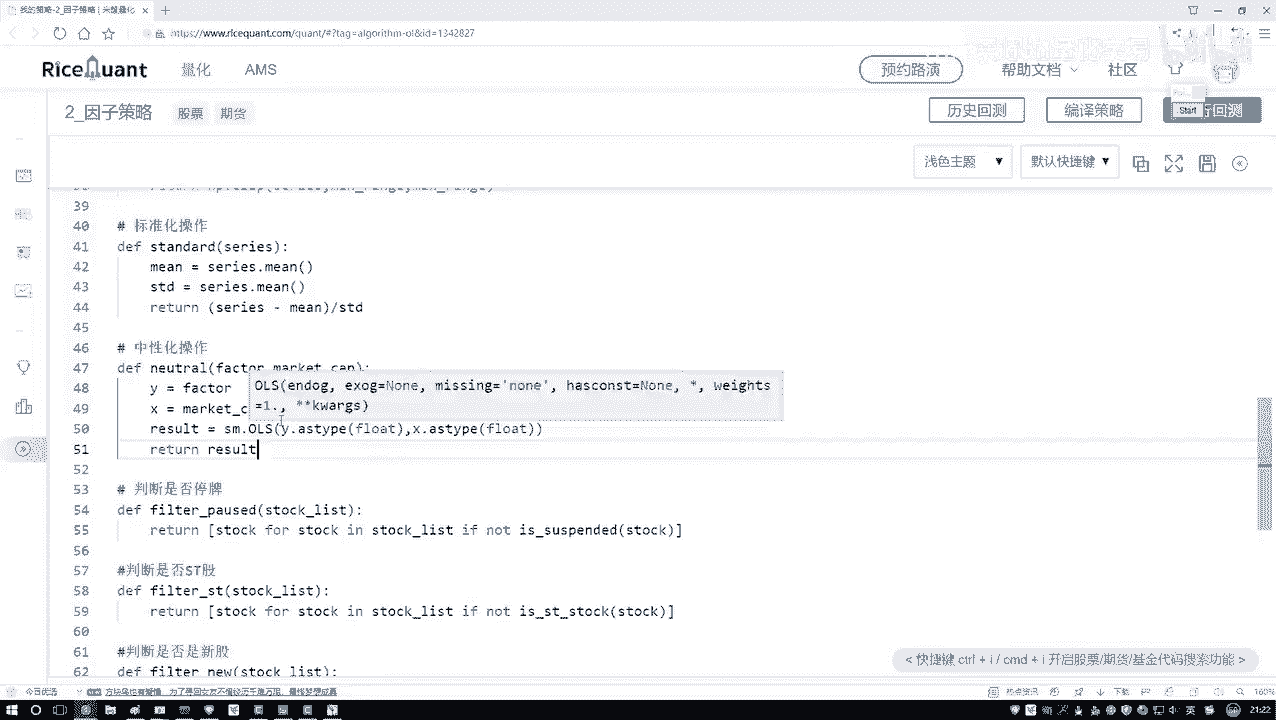 我的策略-2_因子策略 | 米筐量化
https://www.ricequant.com/quant/#?tag=algorithm-ol&id=1342827
RiceQuant 量化 AMS 预约路演 帮助文档 社区
2_因子策略 股票 期货 历史回测 编译策略 行回测
Start
浅色主题 ▼ 默认快捷键 ▼
39
40 # 标准化操作
41 def standard(series):
42 mean = series.mean()
43 std = series.mean()
44 return (series - mean)/std
45
46 # 中性化操作
47 def neutral(factor,market_cap):
48 y = factor
OLS(endog, exog=None, missing='none', hasconst=None, *, weights
=1., **kwargs)
49 x = market_c
50 result = sm.OLS(y.astype(float),x.astype(float))
51 return result
52
53 # 判断是否停牌
54 def filter_paused(stock_list):
55 return [stock for stock in stock_list if not is_suspended(stock)]
56
57 #判断是否ST股
58 def filter_st(stock_list):
59 return [stock for stock in stock_list if not is_st_stock(stock)]
60
61 #判断是否是新股
62 def filter_new(stock_list):
< 快捷键 ctrl + i / cmd + i 开启股票/期货/基金代码搜索功能 >
今日优选
下载 160%
英 21:22